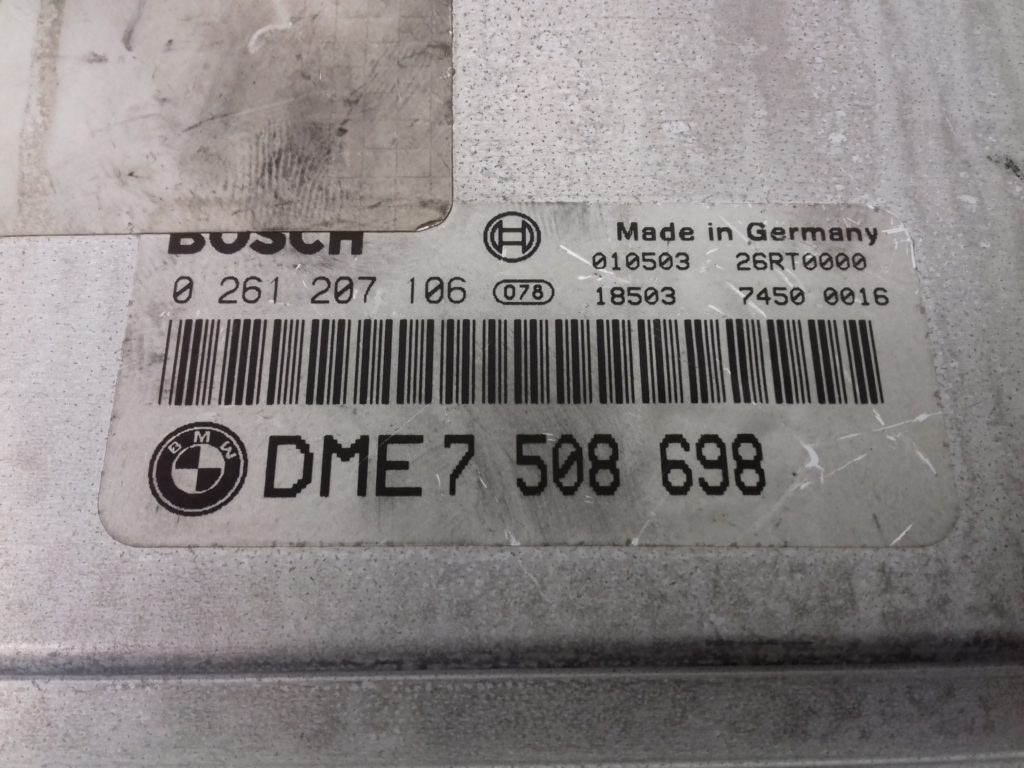 BOSCH
Made in Germany
010503 26RT0000
0 261 207 106 078 18503 7450 0016
BMW DME 7 508 698